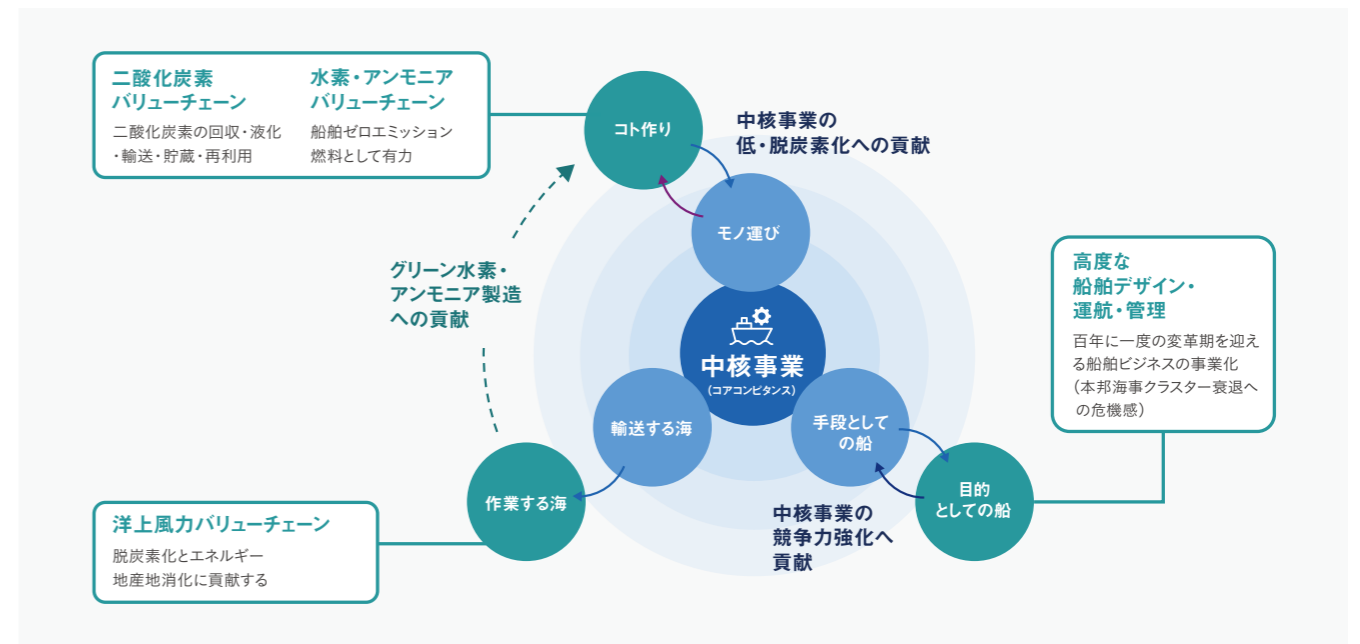 二酸化炭素
バリューチェーン
二酸化炭素の回収・液化
・輸送・貯蔵・再利用
水素・アンモニア
バリューチェーン
船舶ゼロエミッション
燃料として有力
コト作り
中核事業の
低・脱炭素化への貢献
モノ運び
グリーン水素・
アンモニア製造
への貢献
高度な
船舶デザイン・
運航・管理
百年に一度の変革期を迎え
る船舶ビジネスの事業化
（本邦海事クラスター衰退へ
の危機感）
中核事業
（コアコンピタンス）
輸送する海
手段として
の船
作業する海
目的
としての船
中核事業の
競争力強化へ
貢献
洋上風力バリューチェーン
脱炭素化とエネルギー
地産地消化に貢献する